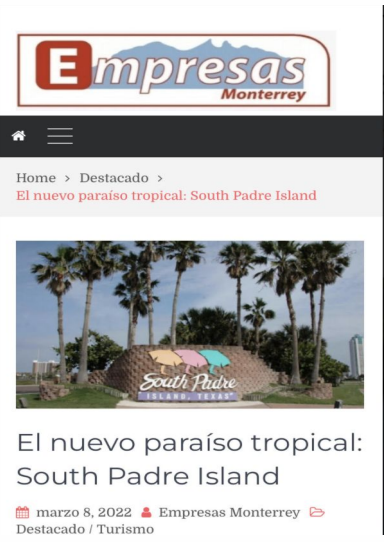 Empresas
Monterrey
Home > Destacado >
El nuevo paraíso tropical: South Padre Island
South Padre
ISLAND, TEXAS
El nuevo paraíso tropical:
South Padre Island
marzo 8, 2022 Empresas Monterrey
Destacado / Turismo